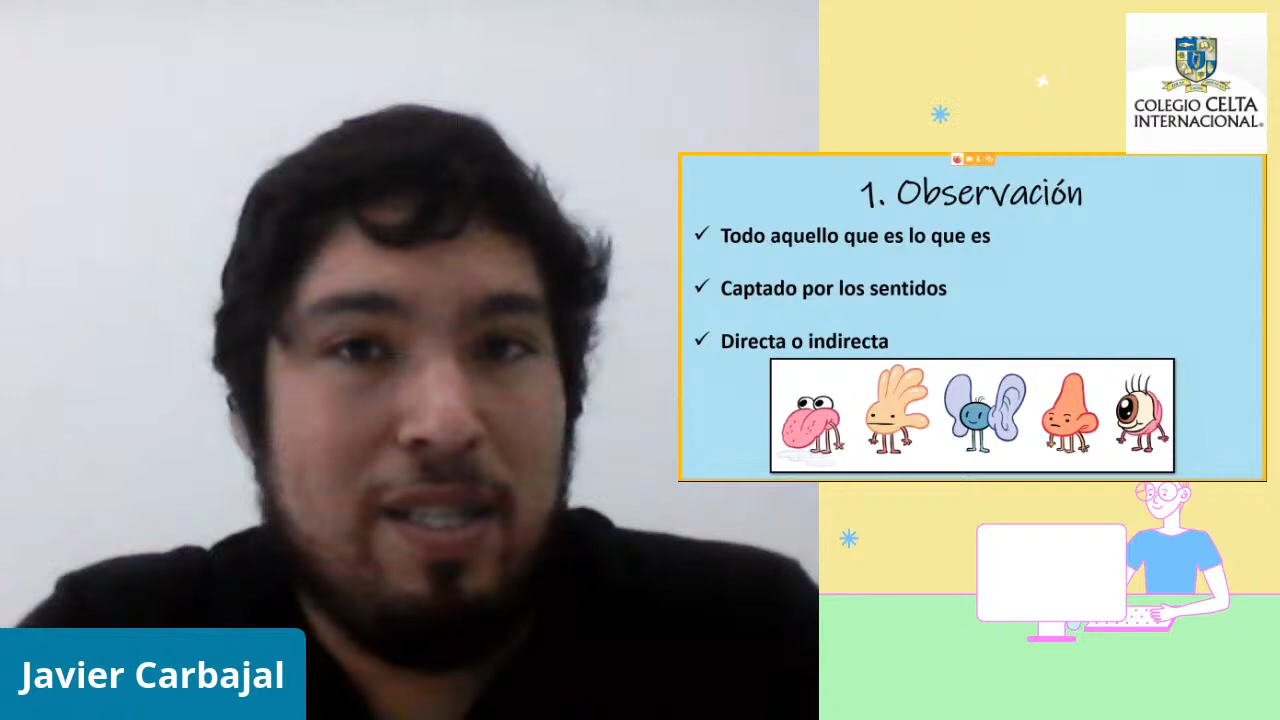 COLEGIO CELTA
INTERNACIONAL
1. Observación
Todo aquello que es lo que es
Captado por los sentidos
Directa o indirecta
Javier Carbajal